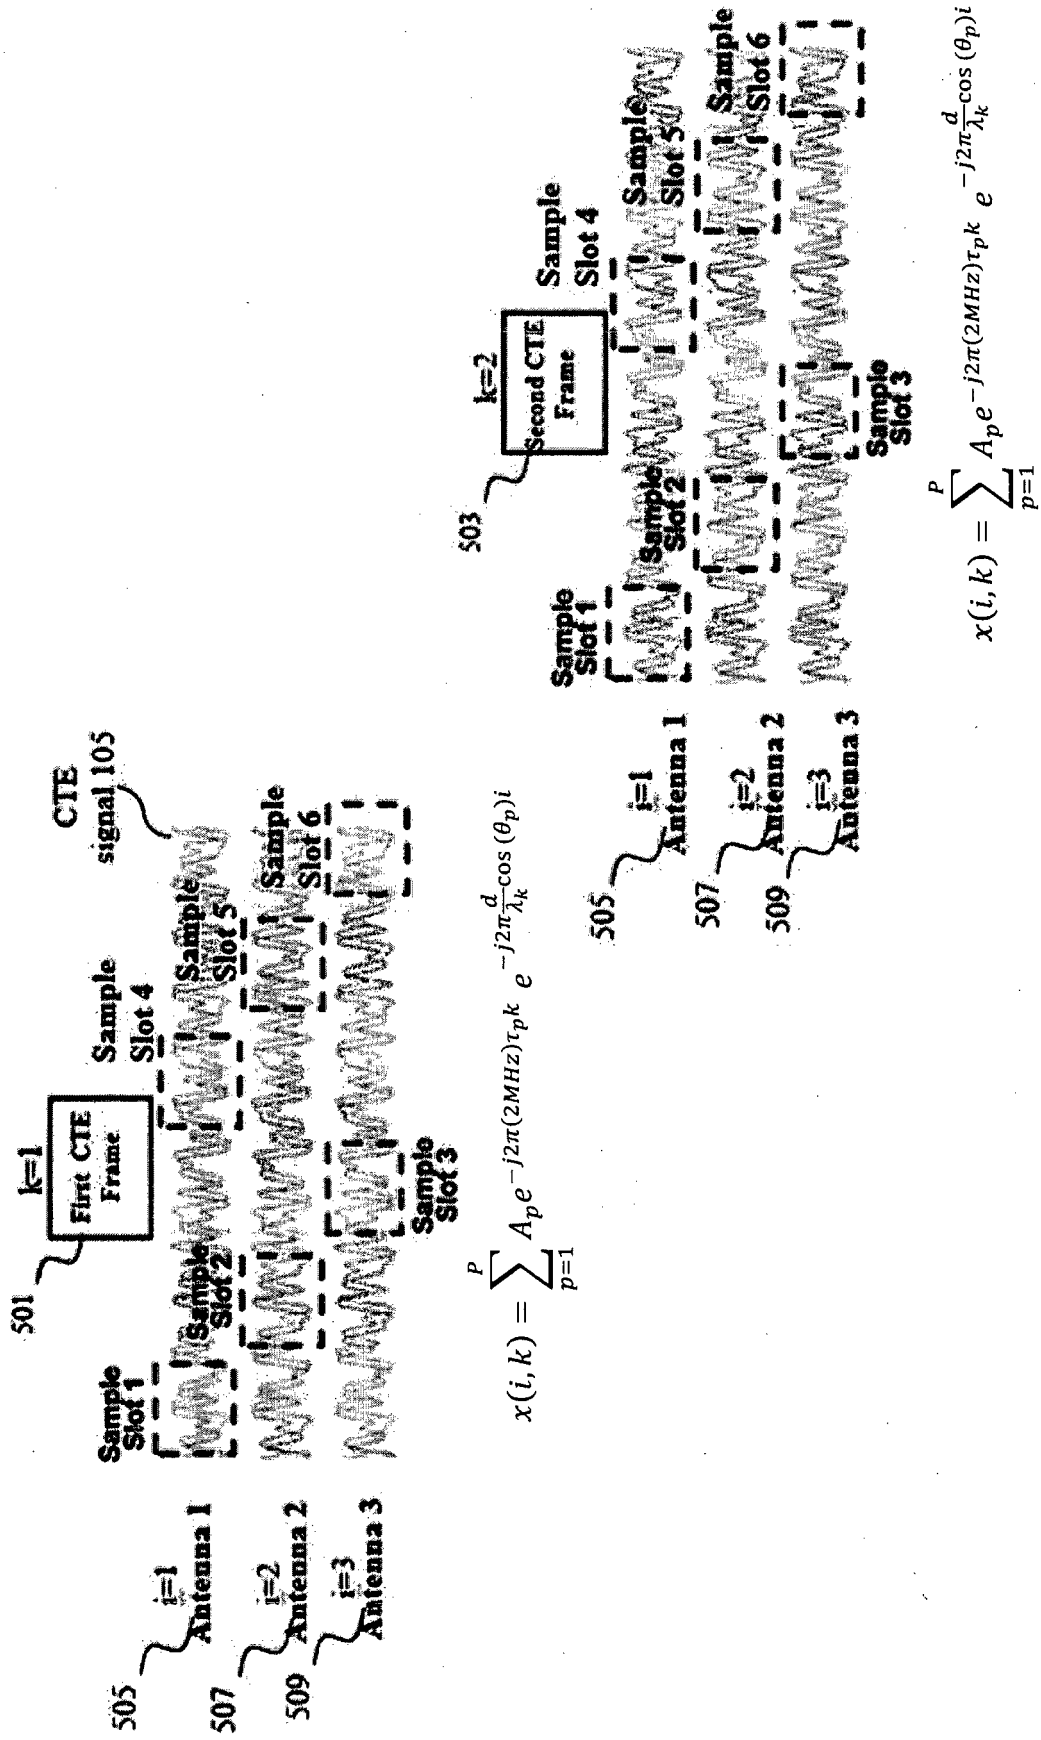 k=1
501
First CTE
Frame
CTE
signal 105
Sample
Slot 1
Sample
Slot 2
Sample
Slot 3
Sample
Slot 4
Sample
Slot 5
Sample
Slot 6
505
i=1
Antenna 1
507
i=2
Antenna 2
509
i=3
Antenna 3
x(i, k) = \sum_{p=1}^{P} A_p e^{-j2π(2MHz)τ_p k} e^{-j2π\frac{d}{λ_k}cos (θ_p)i}
k=2
503
Second CTE
Frame
Sample
Slot 1
Sample
Slot 2
Sample
Slot 3
Sample
Slot 4
Sample
Slot 5
Sample
Slot 6
505
i=1
Antenna 1
507
i=2
Antenna 2
509
i=3
Antenna 3
x(i, k) = \sum_{p=1}^{P} A_p e^{-j2π(2MHz)τ_p k} e^{-j2π\frac{d}{λ_k}cos (θ_p)i}